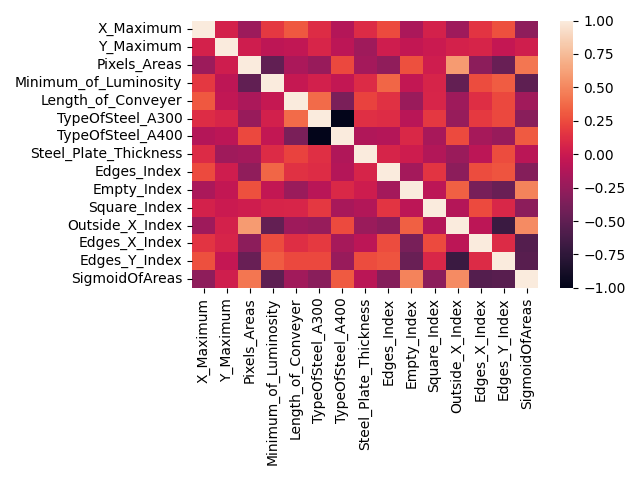 X_Maximum
Y_Maximum
Pixels_Areas
Minimum_of_Luminosity
Length_of_Conveyer
TypeOfSteel_A300
TypeOfSteel_A400
Steel_Plate_Thickness
Edges_Index
Empty_Index
Square_Index
Outside_X_Index
Edges_X_Index
Edges_Y_Index
SigmoidOfAreas
X_Maximum
Y_Maximum
Pixels_Areas
Minimum_of_Luminosity
Length_of_Conveyer
TypeOfSteel_A300
TypeOfSteel_A400
Steel_Plate_Thickness
Edges_Index
Empty_Index
Square_Index
Outside_X_Index
Edges_X_Index
Edges_Y_Index
SigmoidOfAreas
1.00
0.75
0.50
0.25
0.00
−0.25
−0.50
−0.75
−1.00